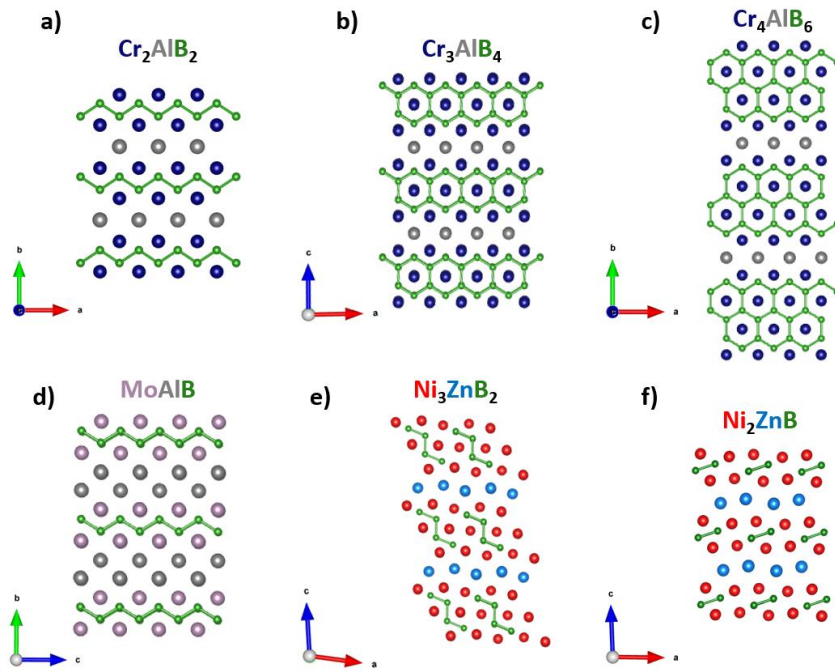 a)
Cr₂AlB₂
b
a
b)
Cr₃AlB₄
c
a
c)
Cr₄AlB₆
b
a
d)
MoAlB
b
c
e)
Ni₃ZnB₂
c
a
f)
Ni₂ZnB
c
a